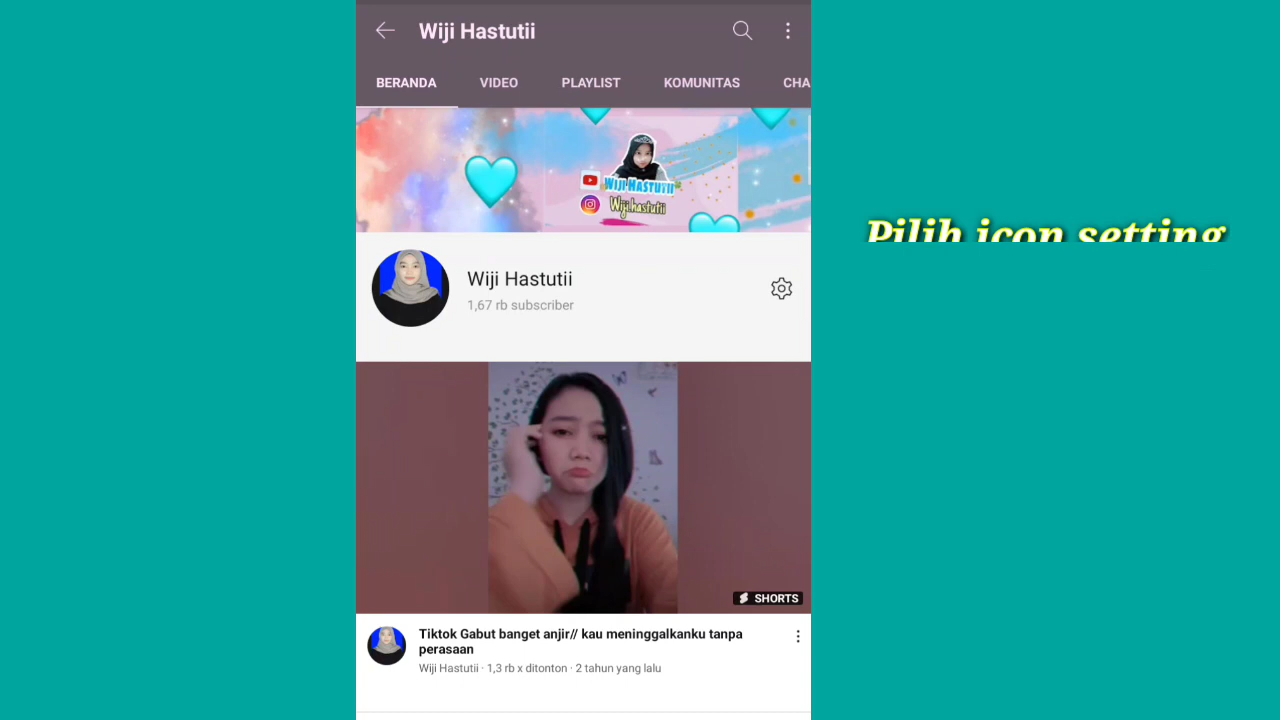 Wiji Hastutii
BERANDA VIDEO PLAYLIST KOMUNITAS CHA
WIJI HASTUTII
Wiji.hastutii
Pilih icon setting
Wiji Hastutii
1,67 rb subscriber
SHORTS
Tiktok Gabut banget anjir// kau meninggalkanku tanpa
perasaan
Wiji Hastutii · 1,3 rb x ditonton · 2 tahun yang lalu